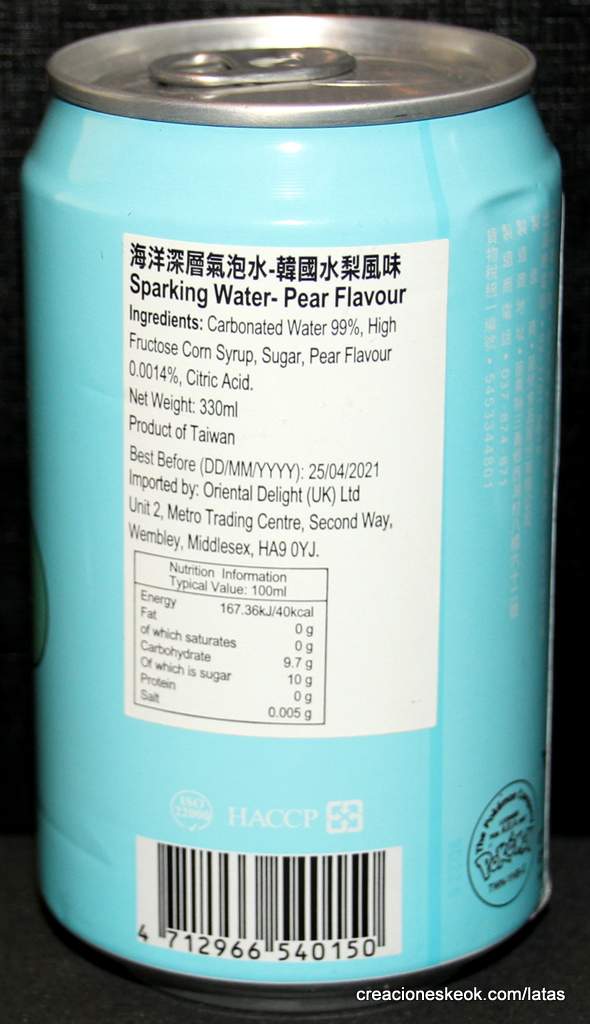 海洋深層氣泡水-韓國水梨風味
Sparking Water- Pear Flavour
Ingredients: Carbonated Water 99%, High
Fructose Corn Syrup, Sugar, Pear Flavour
0.0014%, Citric Acid.
Net Weight: 330ml
Product of Taiwan
Best Before (DD/MM/YYYY): 25/04/2021
Imported by: Oriental Delight (UK) Ltd
Unit 2, Metro Trading Centre, Second Way,
Wembley, Middlesex, HA9 0YJ.
Nutrition Information
Typical Value: 100ml
Energy 167.36kJ/40kcal
Fat 0 g
of which saturates 0 g
Carbohydrate 9.7 g
Of which is sugar 10 g
Protein 0 g
Salt 0.005 g
ISO
22000
HACCP
4 712966 540150
The Pokémon
Pokémon
creacioneskeok.com/latas